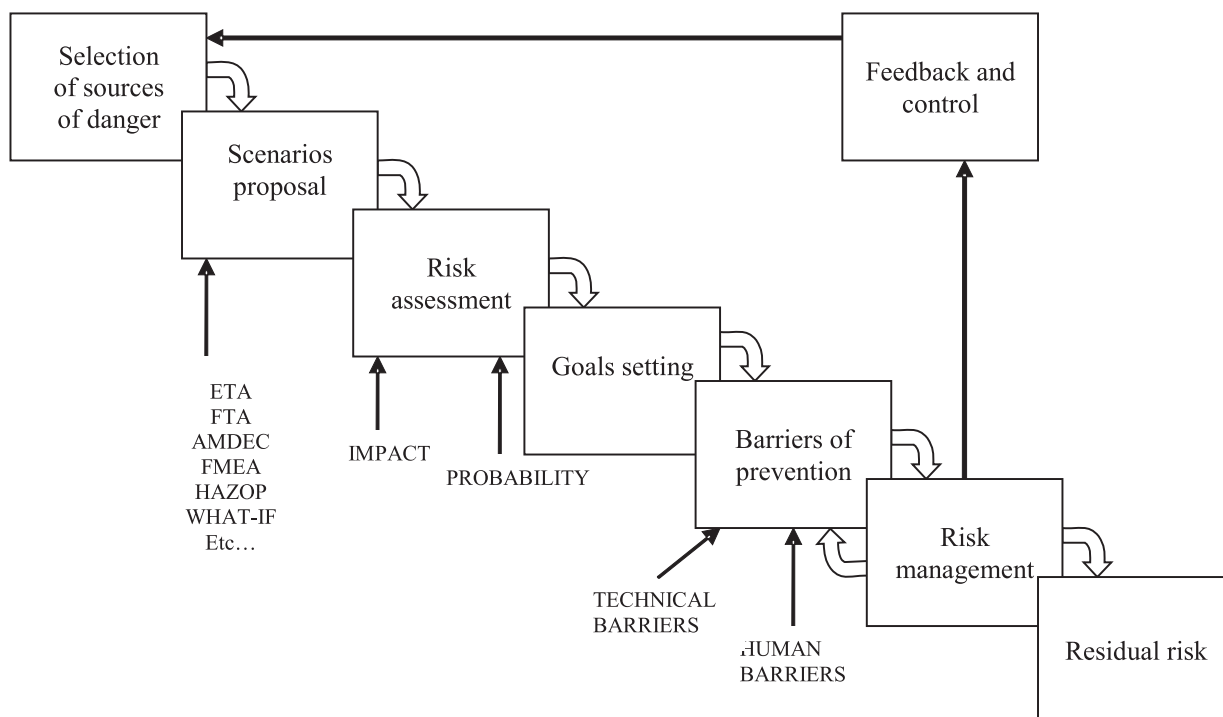 Selection
of sources
of danger
Feedback and
control
Scenarios
proposal
Risk
assessment
Goals setting
ETA
FTA
AMDEC
FMEA
HAZOP
WHAT-IF
Etc…
IMPACT
PROBABILITY
Barriers of
prevention
Risk
management
TECHNICAL
BARRIERS
HUMAN
BARRIERS
Residual risk